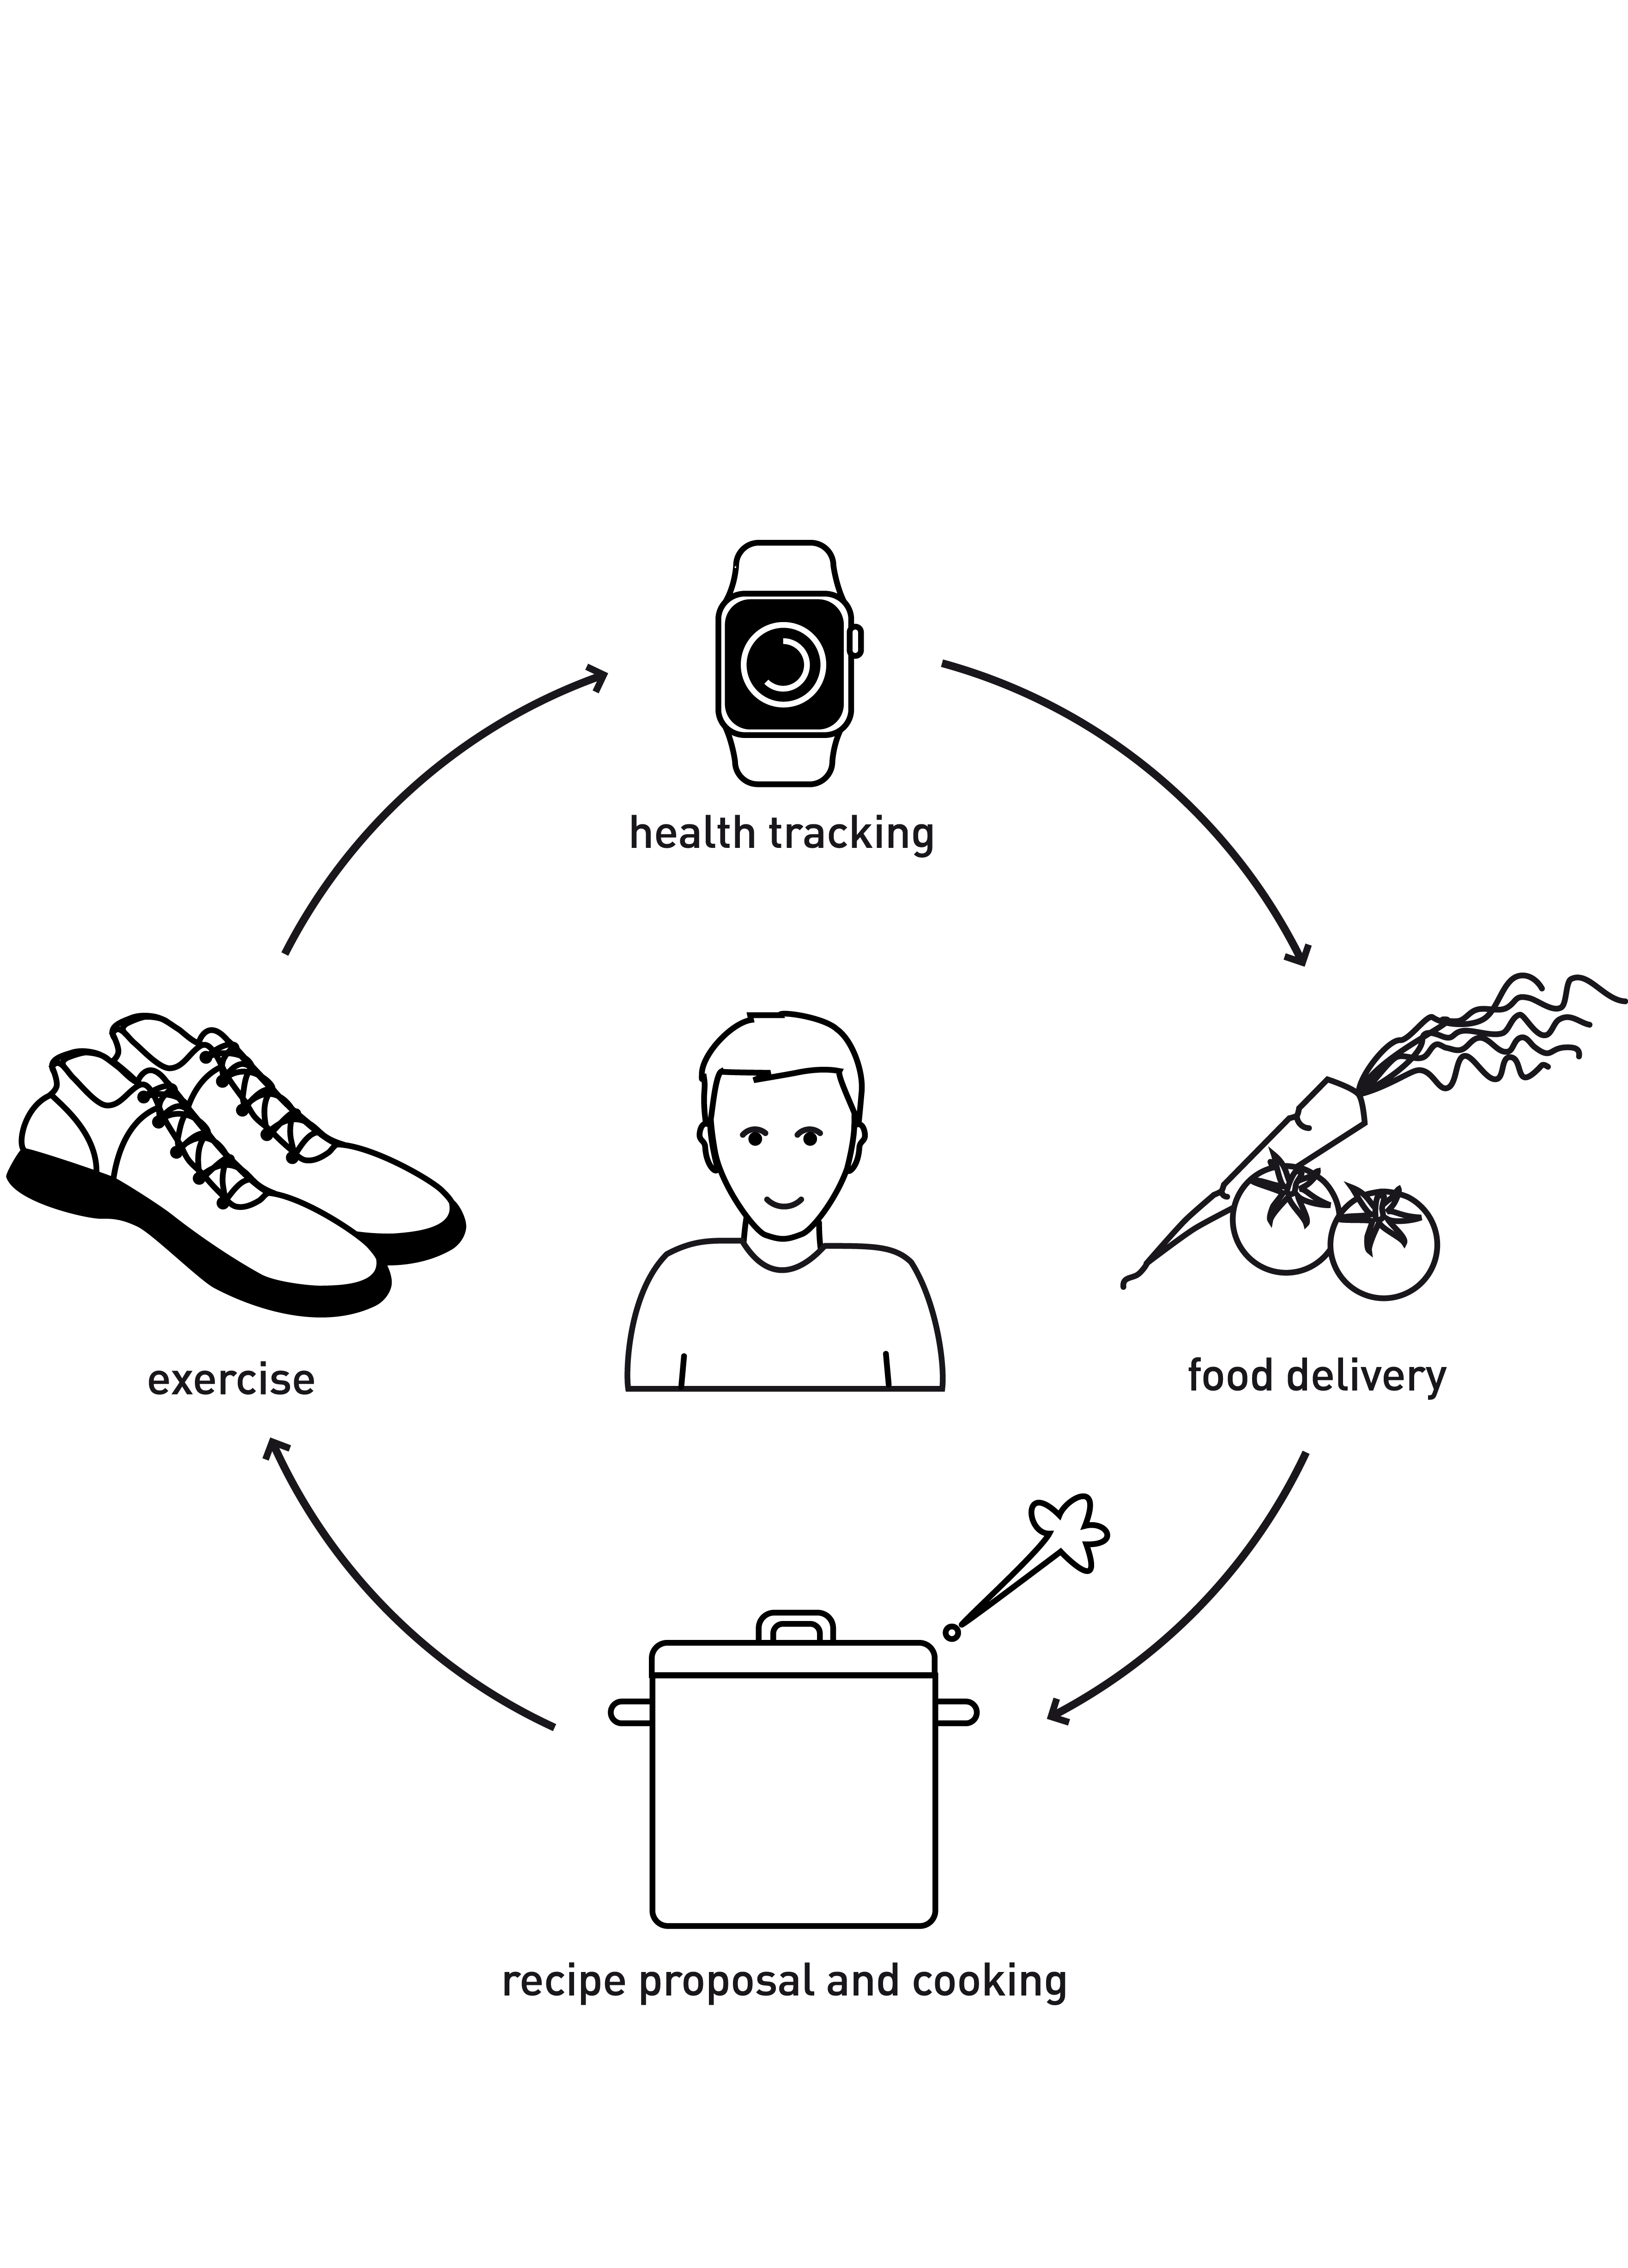 health tracking
exercise
food delivery
recipe proposal and cooking